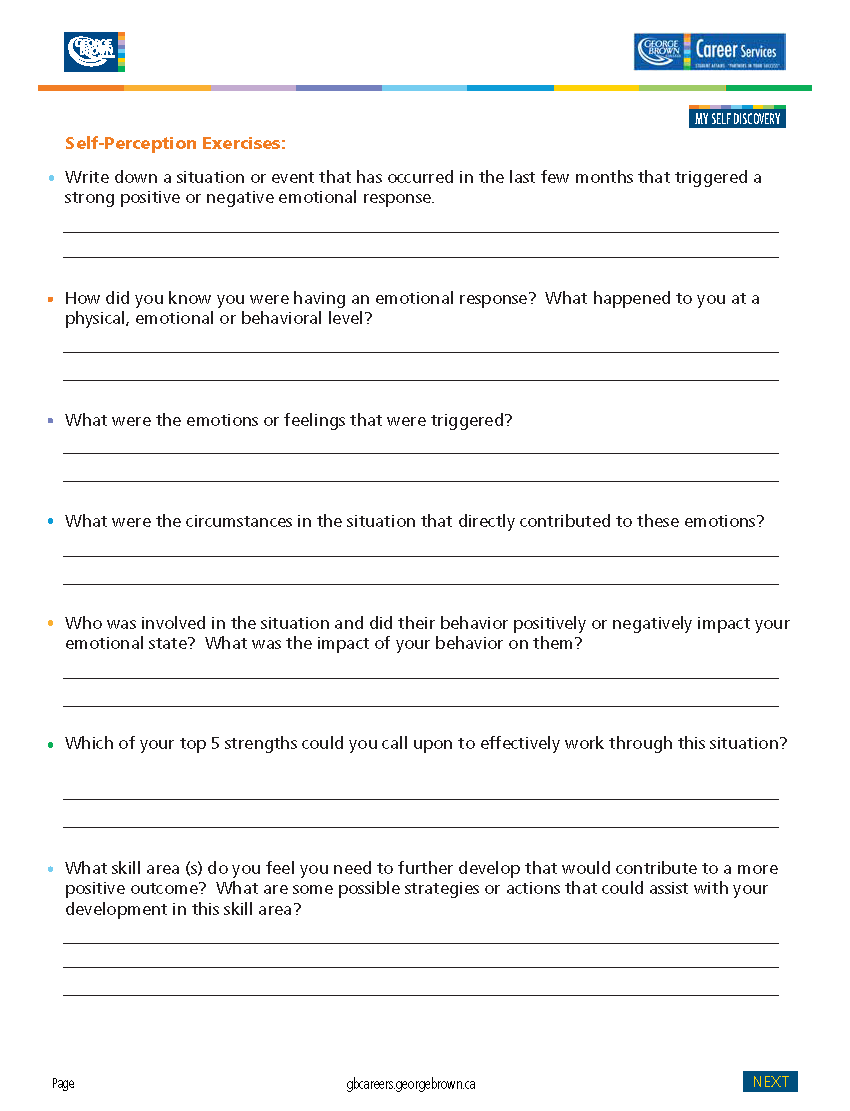 GEORGE
BROWN
GEORGE
BROWN
COLLEGE
Career Services
STUDENT AFFAIRS "PARTNERS IN YOUR SUCCESS"
MY SELF DISCOVERY
Self-Perception Exercises:
• Write down a situation or event that has occurred in the last few months that triggered a
strong positive or negative emotional response.
• How did you know you were having an emotional response?  What happened to you at a
physical, emotional or behavioral level?
• What were the emotions or feelings that were triggered?
• What were the circumstances in the situation that directly contributed to these emotions?
• Who was involved in the situation and did their behavior positively or negatively impact your
emotional state?  What was the impact of your behavior on them?
• Which of your top 5 strengths could you call upon to effectively work through this situation?
• What skill area (s) do you feel you need to further develop that would contribute to a more
positive outcome?  What are some possible strategies or actions that could assist with your
development in this skill area?
Page
gbcareers.georgebrown.ca
NEXT